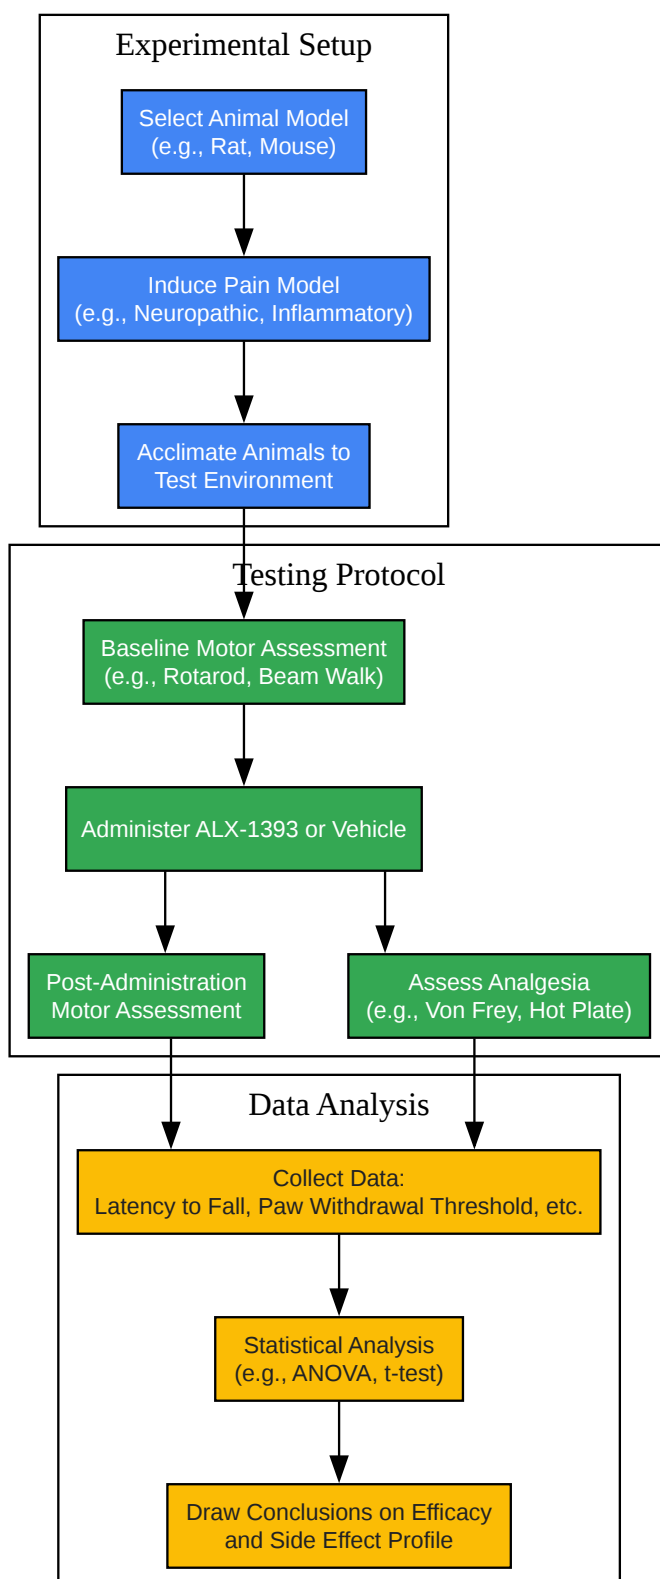 Experimental Setup
Select Animal Model
(e.g., Rat, Mouse)
Induce Pain Model
(e.g., Neuropathic, Inflammatory)
Acclimate Animals to
Test Environment
Testing Protocol
Baseline Motor Assessment
(e.g., Rotarod, Beam Walk)
Administer ALX-1393 or Vehicle
Post-Administration
Motor Assessment
Assess Analgesia
(e.g., Von Frey, Hot Plate)
Data Analysis
Collect Data:
Latency to Fall, Paw Withdrawal Threshold, etc.
Statistical Analysis
(e.g., ANOVA, t-test)
Draw Conclusions on Efficacy
and Side Effect Profile